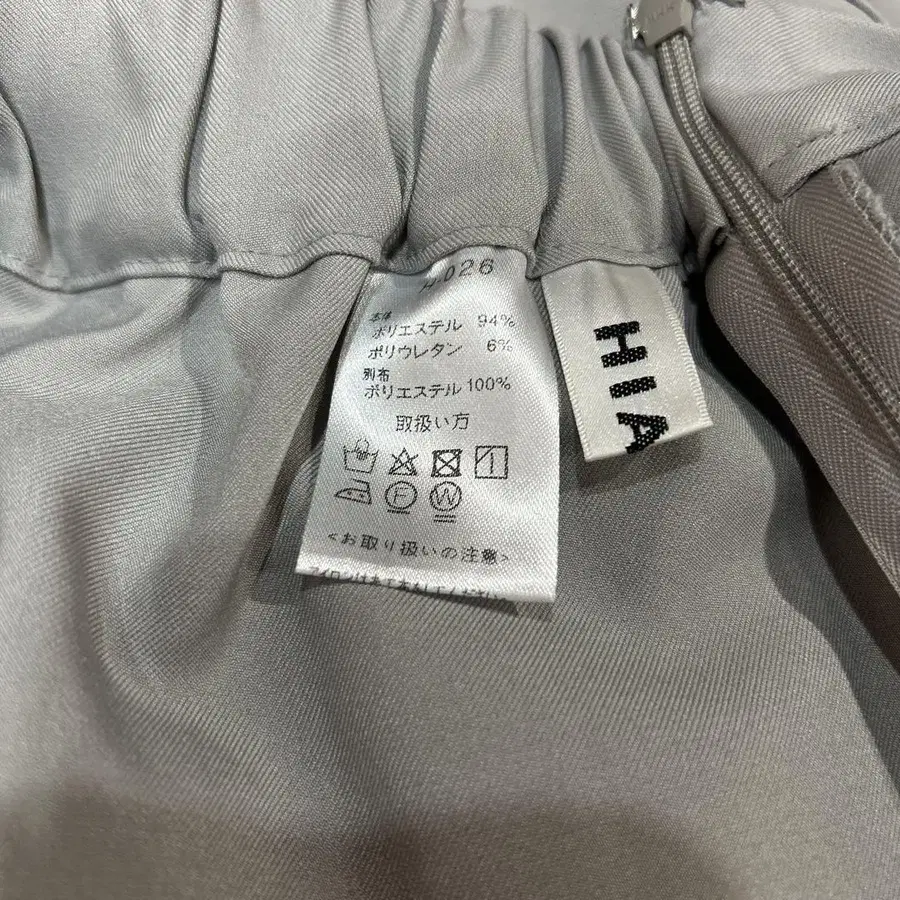 026
本体
ポリエステル 94%
ポリウレタン 6%
別布
ポリエステル 100%
取扱い方
F W
<お取り扱いの注意>
HIA